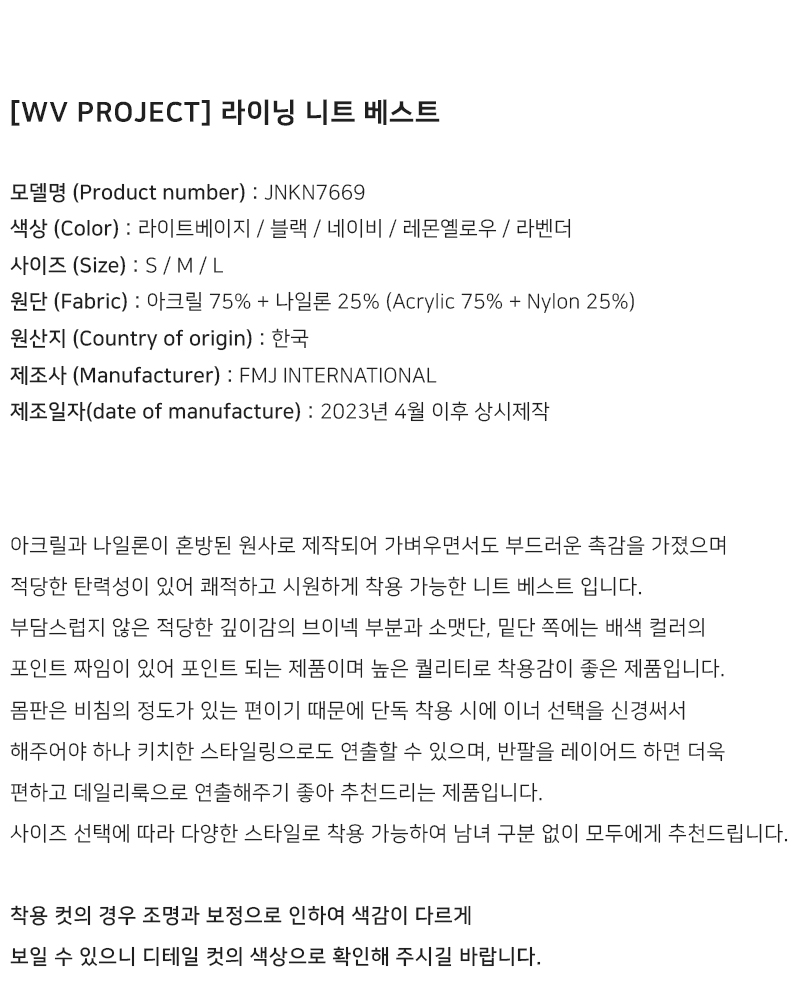 [WV PROJECT] 라이닝 니트 베스트
모델명 (Product number) : JNKN7669
색상 (Color) : 라이트베이지 / 블랙 / 네이비 / 레몬옐로우 / 라벤더
사이즈 (Size) : S / M / L
원단 (Fabric) : 아크릴 75% + 나일론 25% (Acrylic 75% + Nylon 25%)
원산지 (Country of origin) : 한국
제조사 (Manufacturer) : FMJ INTERNATIONAL
제조일자(date of manufacture) : 2023년 4월 이후 상시제작
아크릴과 나일론이 혼방된 원사로 제작되어 가벼우면서도 부드러운 촉감을 가졌으며
적당한 탄력성이 있어 쾌적하고 시원하게 착용 가능한 니트 베스트 입니다.
부담스럽지 않은 적당한 깊이감의 브이넥 부분과 소맷단, 밑단 쪽에는 배색 컬러의
포인트 짜임이 있어 포인트 되는 제품이며 높은 퀄리티로 착용감이 좋은 제품입니다.
몸판은 비침의 정도가 있는 편이기 때문에 단독 착용 시에 이너 선택을 신경써서
해주어야 하나 키치한 스타일링으로도 연출할 수 있으며, 반팔을 레이어드 하면 더욱
편하고 데일리룩으로 연출해주기 좋아 추천드리는 제품입니다.
사이즈 선택에 따라 다양한 스타일로 착용 가능하여 남녀 구분 없이 모두에게 추천드립니다.
착용 컷의 경우 조명과 보정으로 인하여 색감이 다르게
보일 수 있으니 디테일 컷의 색상으로 확인해 주시길 바랍니다.